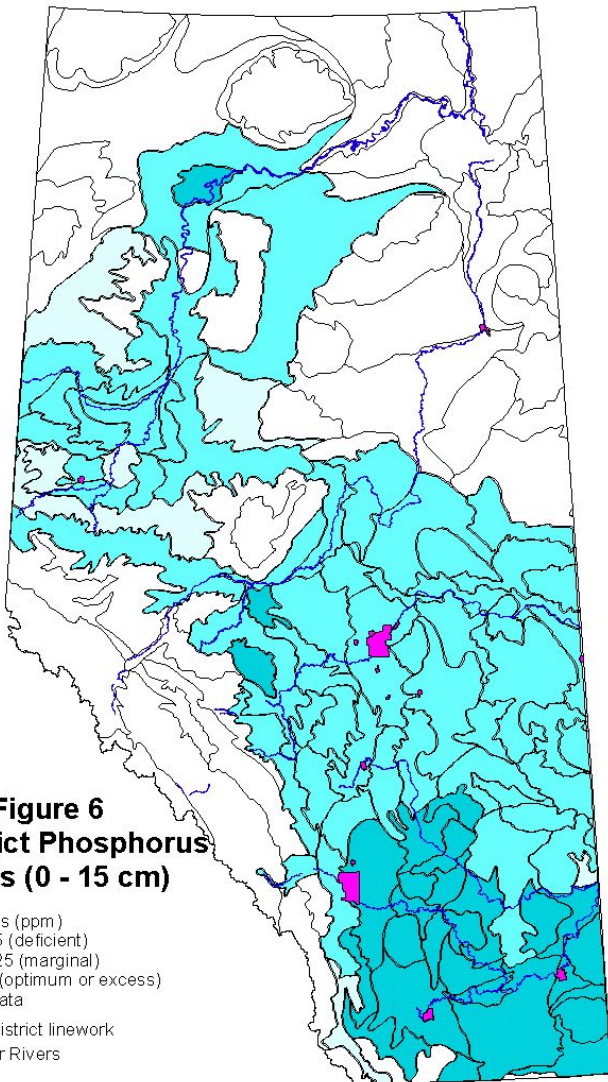 Figure 6
ict Phosphorus
s (0 - 15 cm)
s (ppm)
5 (deficient)
25 (marginal)
(optimum or excess)
ata
istrict linework
r Rivers